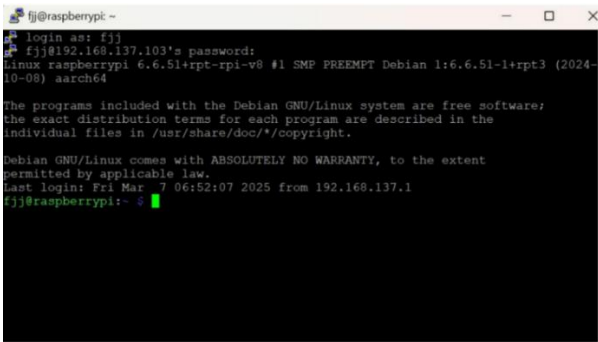 fjj@raspberrypi: ~
login as: fjj
fjj@192.168.137.103's password:
Linux raspberrypi 6.6.51+rpt-rpi-v8 #1 SMP PREEMPT Debian 1:6.6.51-1+rpt3 (2024-
10-08) aarch64
The programs included with the Debian GNU/Linux system are free software;
the exact distribution terms for each program are described in the
individual files in /usr/share/doc/*/copyright.
Debian GNU/Linux comes with ABSOLUTELY NO WARRANTY, to the extent
permitted by applicable law.
Last login: Fri Mar  7 06:52:07 2025 from 192.168.137.1
fjj@raspberrypi:~ $